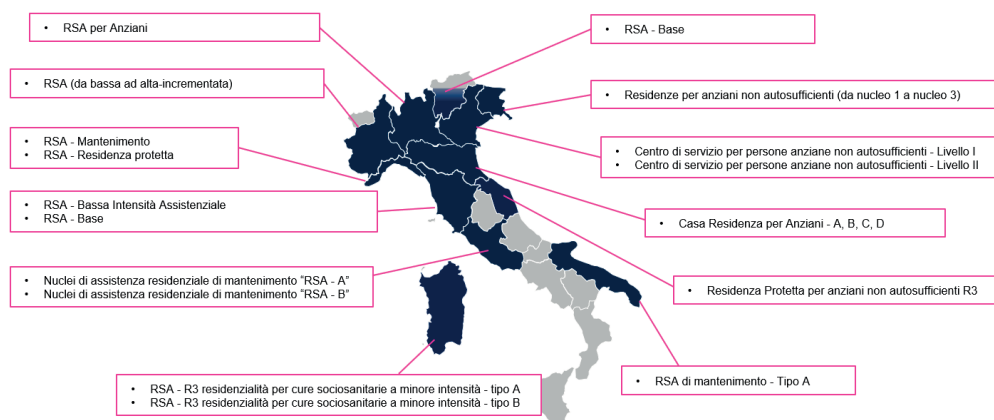 • RSA per Anziani
• RSA - Base
• RSA (da bassa ad alta-incrementata)
• Residenze per anziani non autosufficienti (da nucleo 1 a nucleo 3)
• RSA - Mantenimento
• RSA - Residenza protetta
• Centro di servizio per persone anziane non autosufficienti - Livello I
• Centro di servizio per persone anziane non autosufficienti - Livello II
• RSA - Bassa Intensità Assistenziale
• RSA - Base
• Casa Residenza per Anziani - A, B, C, D
• Nuclei di assistenza residenziale di mantenimento “RSA - A”
• Nuclei di assistenza residenziale di mantenimento “RSA - B”
• Residenza Protetta per anziani non autosufficienti R3
• RSA - R3 residenzialità per cure sociosanitarie a minore intensità - tipo A
• RSA - R3 residenzialità per cure sociosanitarie a minore intensità - tipo B
• RSA di mantenimento - Tipo A